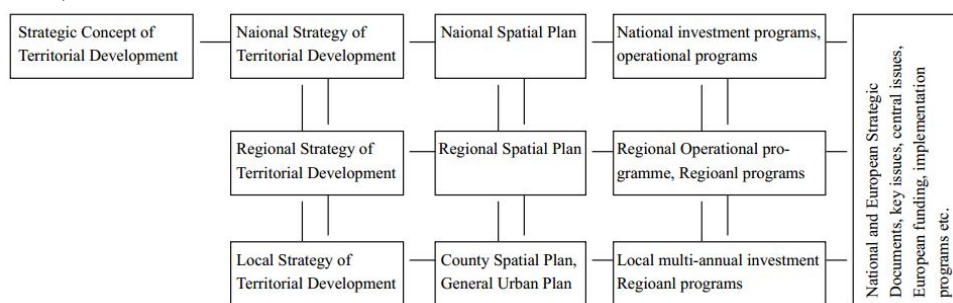 Strategic Concept of
Territorial Development
Naional Strategy of
Territorial Development
Naional Spatial Plan
National investment programs,
operational programs
Regional Strategy of
Territorial Development
Regional Spatial Plan
Regional Operational pro-
gramme, Regioanl programs
Local Strategy of
Territorial Development
County Spatial Plan,
General Urban Plan
Local multi-annual investment
Regioanl programs
National and European Strategic
Documents, key issues, central issues,
European funding, implementation
programs etc.